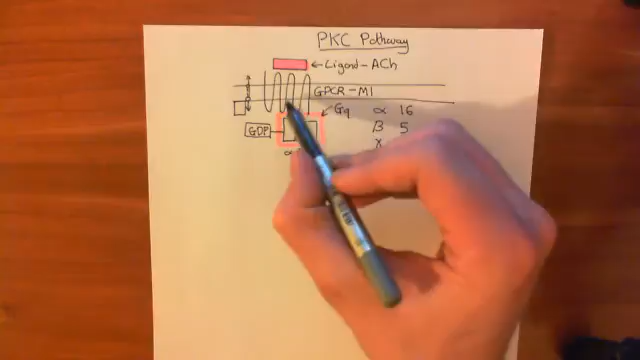 PKC Pathway
Ligand - ACh
GPCR - M1
Gq
α 16
β 5
GDP
α